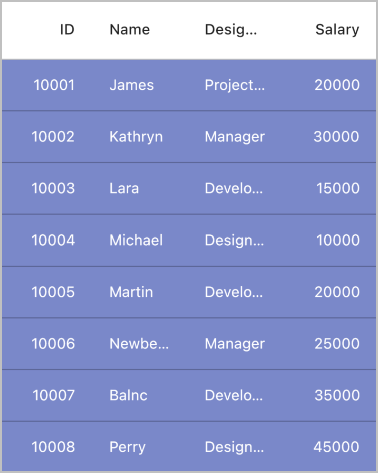 ID Name Desig... Salary
10001 James Project... 20000
10002 Kathryn Manager 30000
10003 Lara Develo... 15000
10004 Michael Design... 10000
10005 Martin Develo... 20000
10006 Newbe... Manager 25000
10007 Balnc Develo... 35000
10008 Perry Design... 45000